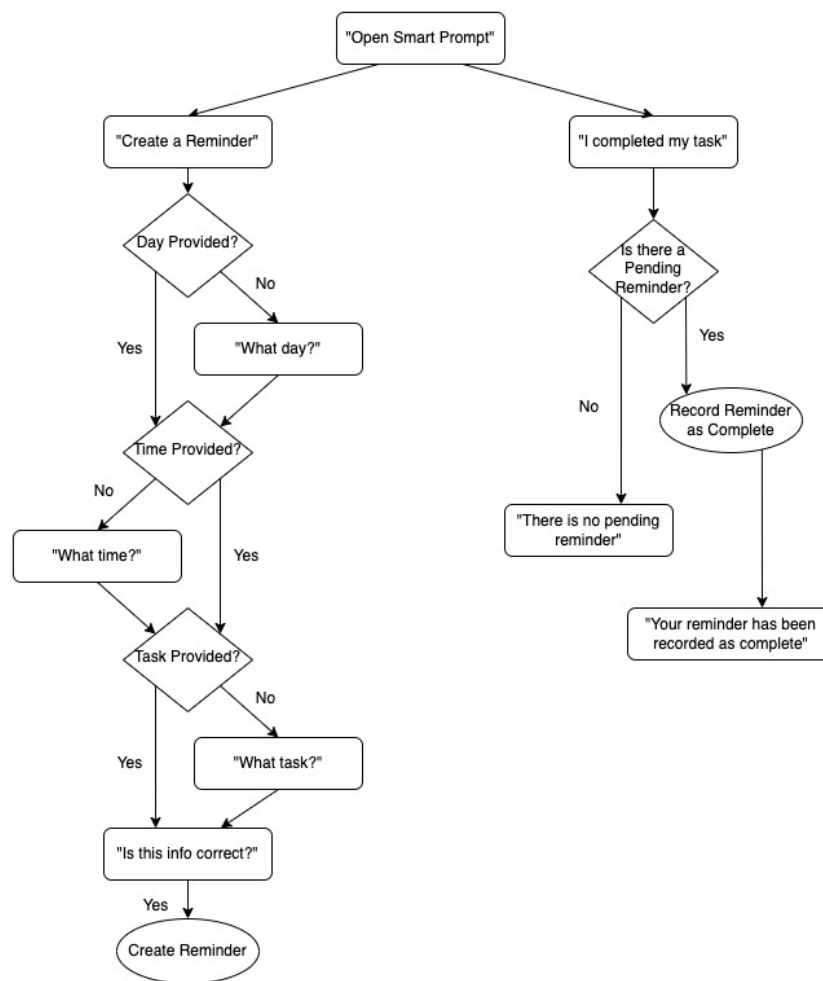 "Open Smart Prompt"
"Create a Reminder"
"I completed my task"
Day Provided?
Is there a
Pending
Reminder?
No
Yes
"What day?"
Yes
No
Record Reminder
as Complete
Time Provided?
No
"What time?"
Yes
"There is no pending
reminder"
Task Provided?
"Your reminder has been
recorded as complete"
No
Yes
"What task?"
"Is this info correct?"
Yes
Create Reminder